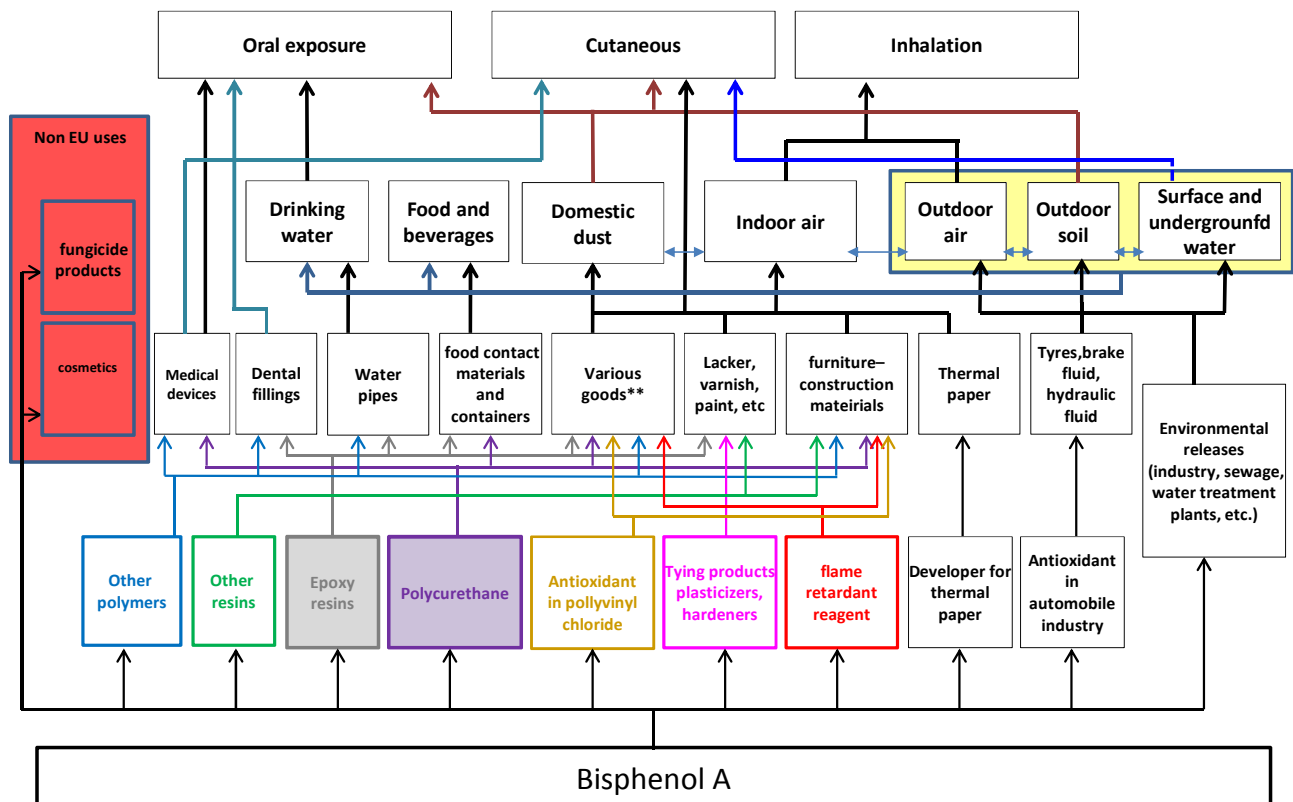 Oral exposure
Cutaneous
Inhalation
Non EU uses
fungicide
products
cosmetics
Drinking
water
Food and
beverages
Domestic
dust
Indoor air
Outdoor
air
Outdoor
soil
Surface and
undergrounfd
water
Medical
devices
Dental
fillings
Water
pipes
food contact
materials
and
containers
Various
goods**
Lacker,
varnish,
paint, etc
furniture–
construction
mateirials
Thermal
paper
Tyres,brake
fluid,
hydraulic
fluid
Environmental
releases
(industry, sewage,
water treatment
plants, etc.)
Other
polymers
Other
resins
Epoxy
resins
Polycurethane
Antioxidant
in pollyvinyl
chloride
Tying products
plasticizers,
hardeners
flame
retardant
reagent
Developer for
thermal
paper
Antioxidant
in
automobile
industry
Bisphenol A